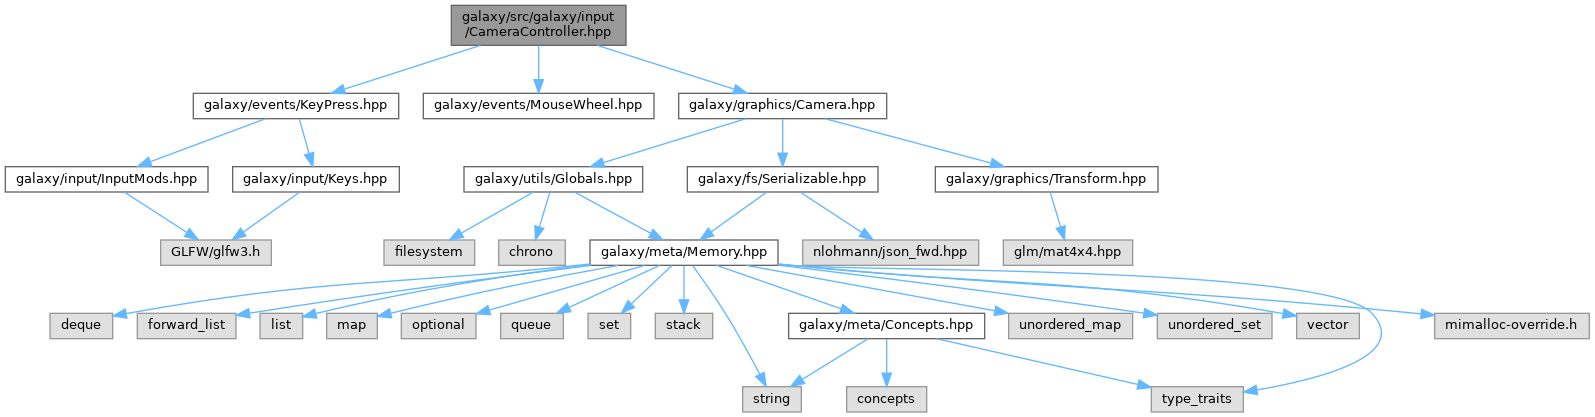 galaxy/src/galaxy/input
/CameraController.hpp
galaxy/events/KeyPress.hpp
galaxy/events/MouseWheel.hpp
galaxy/graphics/Camera.hpp
galaxy/input/InputMods.hpp
galaxy/input/Keys.hpp
galaxy/utils/Globals.hpp
galaxy/fs/Serializable.hpp
galaxy/graphics/Transform.hpp
GLFW/glfw3.h
filesystem
chrono
galaxy/meta/Memory.hpp
nlohmann/json_fwd.hpp
glm/mat4x4.hpp
deque
forward_list
list
map
optional
queue
set
stack
galaxy/meta/Concepts.hpp
unordered_map
unordered_set
vector
mimalloc-override.h
string
concepts
type_traits